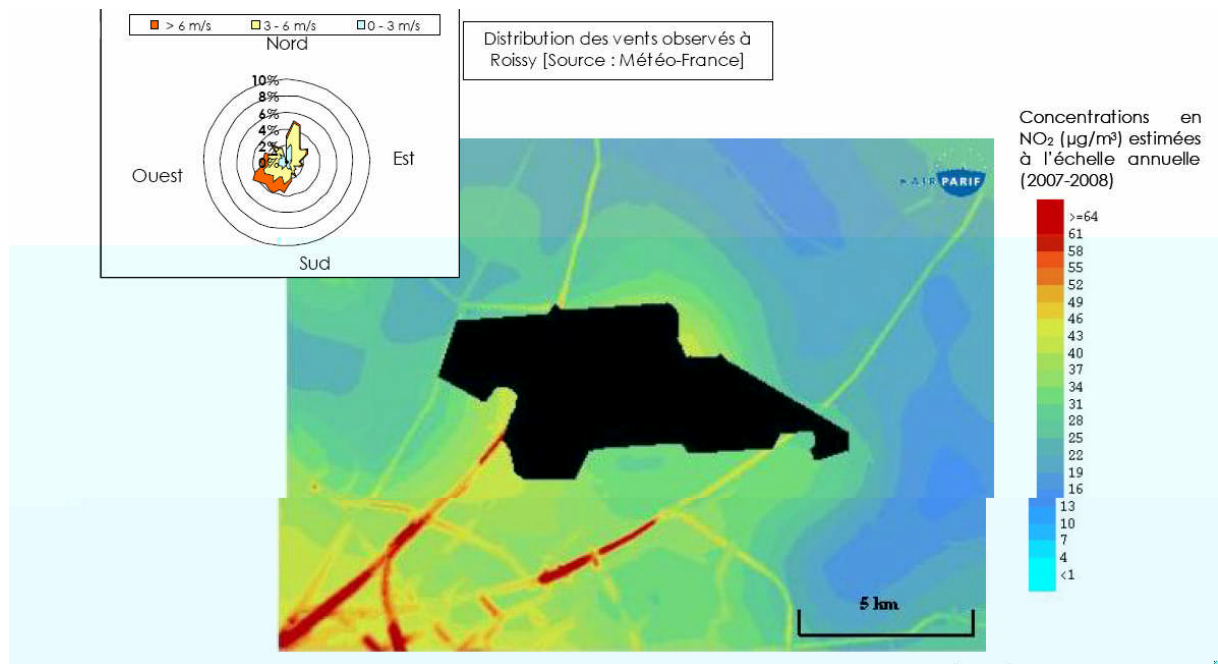 > 6 m/s 3 - 6 m/s 0 - 3 m/s
Nord
10%
8%
6%
4%
2%
0%
Ouest
Est
Sud
Distribution des vents observés à
Roissy [Source : Météo-France]
AIRPARIF
Concentrations en
NO₂ (µg/m³) estimées
à l'échelle annuelle
(2007-2008)
>=64
61
58
55
52
49
46
43
40
37
34
31
28
25
22
19
16
13
10
7
4
<1
5 km